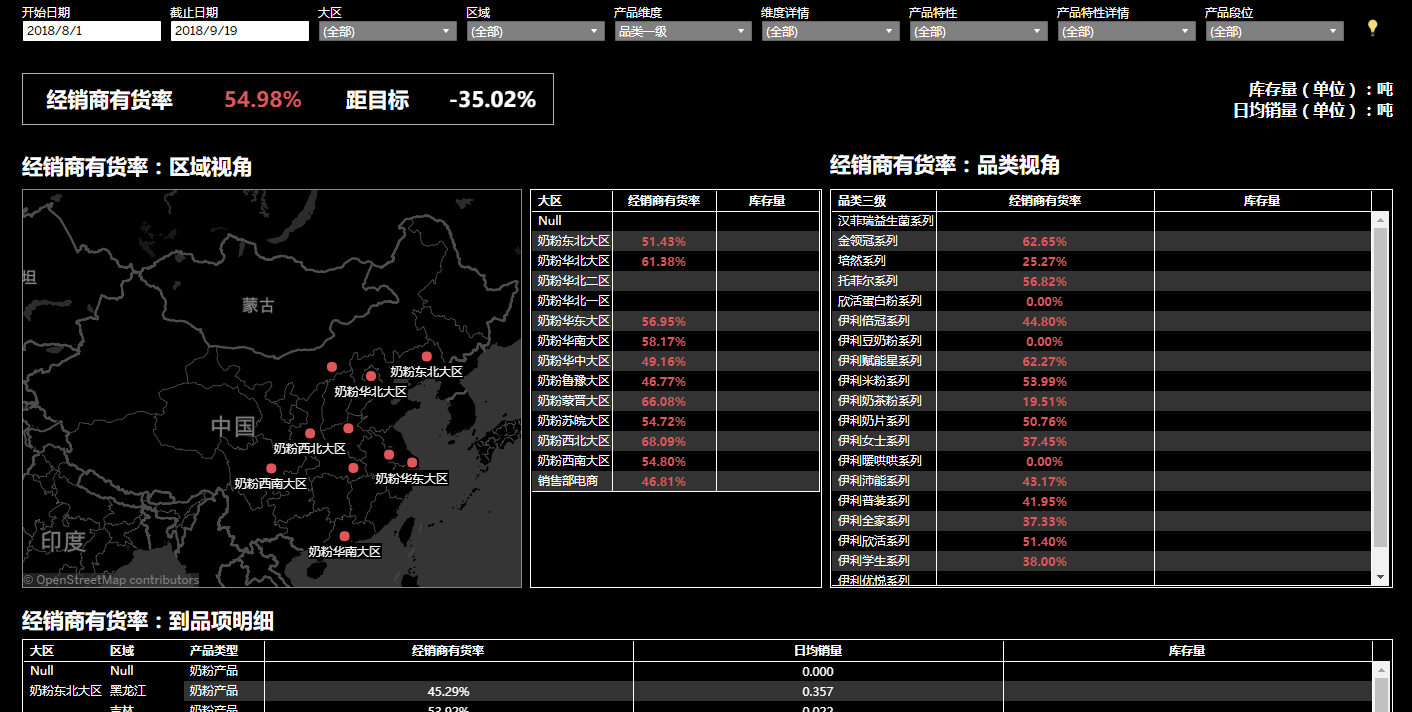 开始日期 截止日期 大区 区域 产品维度 维度详情 产品特性 产品特性详情 产品段位
2018/8/1 2018/9/19 (全部) (全部) 品类一级 (全部) (全部) (全部) (全部)
经销商有货率 54.98% 距目标 -35.02%
库存量（单位）：吨
日均销量（单位）：吨
经销商有货率：区域视角
坦
蒙古
中国
印度
奶粉东北大区
奶粉华北大区
奶粉西北大区
奶粉西南大区
奶粉华东大区
奶粉华南大区
© OpenStreetMap contributors
大区 经销商有货率 库存量
Null
奶粉东北大区 51.43%
奶粉华北大区 61.38%
奶粉华北二区
奶粉华北一区
奶粉华东大区 56.95%
奶粉华南大区 58.17%
奶粉华中大区 49.16%
奶粉鲁豫大区 46.77%
奶粉蒙晋大区 66.08%
奶粉苏皖大区 54.72%
奶粉西北大区 68.09%
奶粉西南大区 54.80%
销售部电商 46.81%
经销商有货率：品类视角
品类三级 经销商有货率 库存量
汉菲瑞益生菌系列
金领冠系列 62.65%
培然系列 25.27%
托菲尔系列 56.82%
欣活蛋白粉系列 0.00%
伊利倍冠系列 44.80%
伊利豆奶粉系列 0.00%
伊利赋能星系列 62.27%
伊利米粉系列 53.99%
伊利奶茶粉系列 19.51%
伊利奶片系列 50.76%
伊利女士系列 37.45%
伊利暖哄哄系列 0.00%
伊利沛能系列 43.17%
伊利普装系列 41.95%
伊利全家系列 37.33%
伊利欣活系列 51.40%
伊利学生系列 38.00%
伊利优悦系列
经销商有货率：到品项明细
大区 区域 产品类型 经销商有货率 日均销量 库存量
Null Null 奶粉产品 0.000
奶粉东北大区 黑龙江 奶粉产品 45.29% 0.357
吉林 奶粉产品 53.92% 0.022